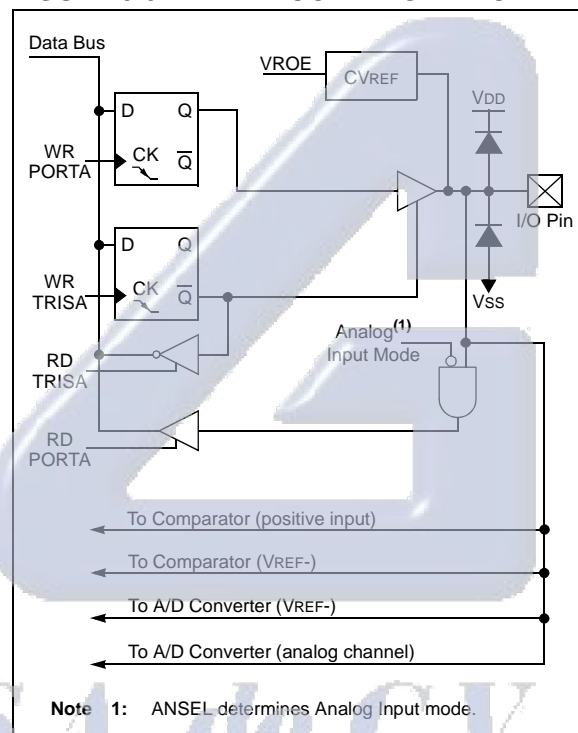 Data Bus
VROE
CVREF
VDD
D Q
WR
PORTA
CK
Q
I/O Pin
D Q
WR
TRISA
CK
Q
VSS
Analog(1)
Input Mode
RD
TRISA
RD
PORTA
To Comparator (positive input)
To Comparator (VREF-)
To A/D Converter (VREF-)
To A/D Converter (analog channel)
Note 1: ANSEL determines Analog Input mode.